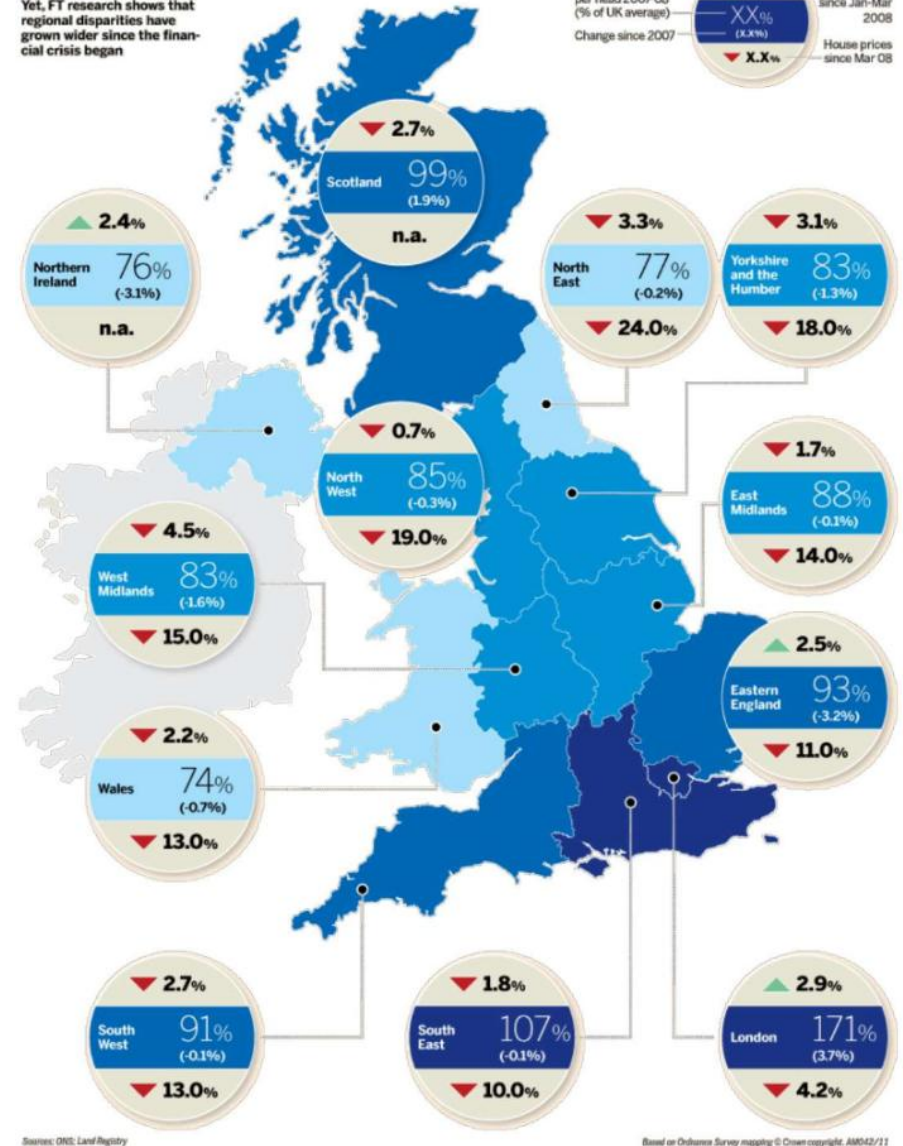 Yet, FT research shows that
regional disparities have
grown wider since the finan-
cial crisis began
per head 2007-08
(% of UK average)
Change since 2007
XX%
(X.X%)
▼ X.X%
since Jan-Mar
2008
House prices
since Mar 08
▼ 2.7%
Scotland 99%
(1.9%)
n.a.
▲ 2.4%
Northern
Ireland
76%
(-3.1%)
n.a.
▼ 3.3%
North
East
77%
(-0.2%)
▼ 24.0%
▼ 3.1%
Yorkshire
and the
Humber
83%
(-1.3%)
▼ 18.0%
▼ 0.7%
North
West
85%
(-0.3%)
▼ 19.0%
▼ 1.7%
East
Midlands
88%
(-0.1%)
▼ 14.0%
▼ 4.5%
West
Midlands
83%
(-1.6%)
▼ 15.0%
▲ 2.5%
Eastern
England
93%
(-3.2%)
▼ 11.0%
▼ 2.2%
Wales 74%
(-0.7%)
▼ 13.0%
▼ 2.7%
South
West
91%
(-0.1%)
▼ 13.0%
▼ 1.8%
South
East
107%
(-0.1%)
▼ 10.0%
▲ 2.9%
London 171%
(3.7%)
▼ 4.2%
Sources: ONS; Land Registry
Based on Ordnance Survey mapping © Crown copyright. AM042/11